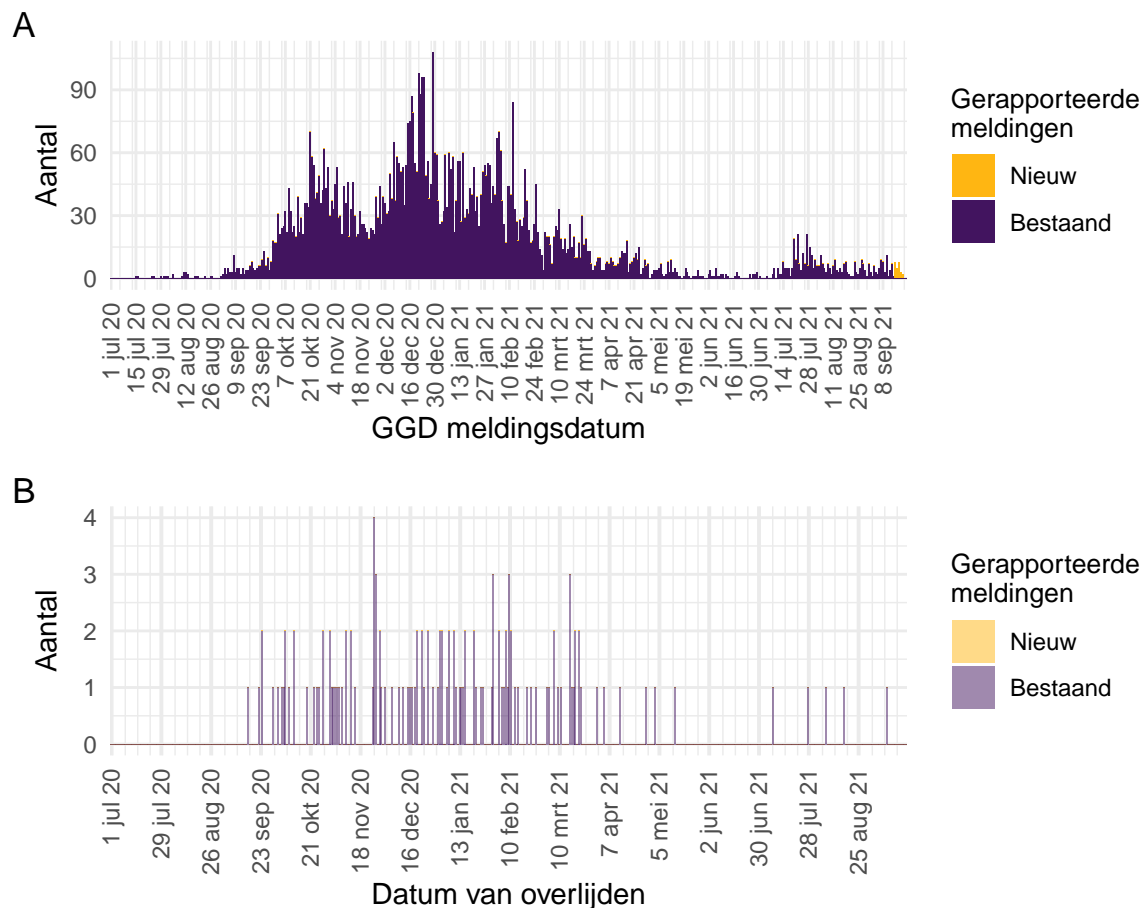 A
Aantal
90
60
30
0
1 jul 20
15 jul 20
29 jul 20
12 aug 20
26 aug 20
9 sep 20
23 sep 20
7 okt 20
21 okt 20
4 nov 20
18 nov 20
2 dec 20
16 dec 20
30 dec 20
13 jan 21
27 jan 21
10 feb 21
24 feb 21
10 mrt 21
24 mrt 21
7 apr 21
21 apr 21
5 mei 21
19 mei 21
2 jun 21
16 jun 21
30 jun 21
14 jul 21
28 jul 21
11 aug 21
25 aug 21
8 sep 21
GGD meldingsdatum
Gerapporteerde
meldingen
Nieuw
Bestaand
B
Aantal
4
3
2
1
0
1 jul 20
29 jul 20
26 aug 20
23 sep 20
21 okt 20
18 nov 20
16 dec 20
13 jan 21
10 feb 21
10 mrt 21
7 apr 21
5 mei 21
2 jun 21
30 jun 21
28 jul 21
25 aug 21
Datum van overlijden
Gerapporteerde
meldingen
Nieuw
Bestaand